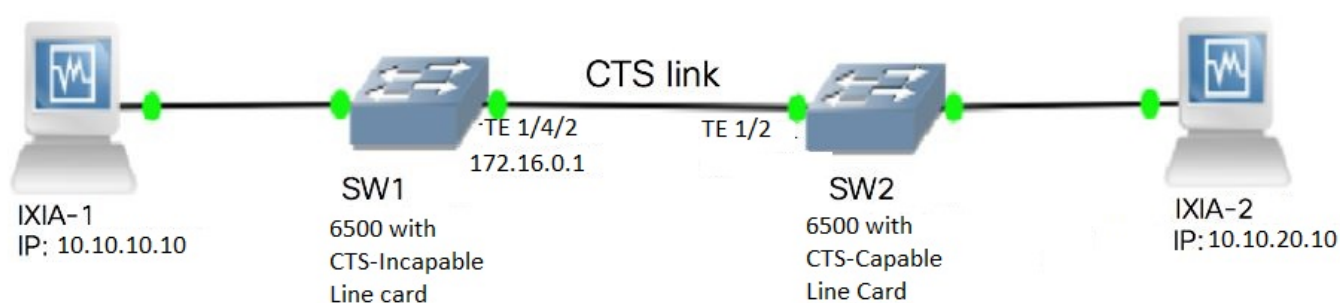 CTS link
-TE 1/4/2
172.16.0.1
TE 1/2
IXIA-1
IP: 10.10.10.10
SW1
6500 with
CTS-Incapable
Line card
SW2
6500 with
CTS-Capable
Line Card
IXIA-2
IP: 10.10.20.10